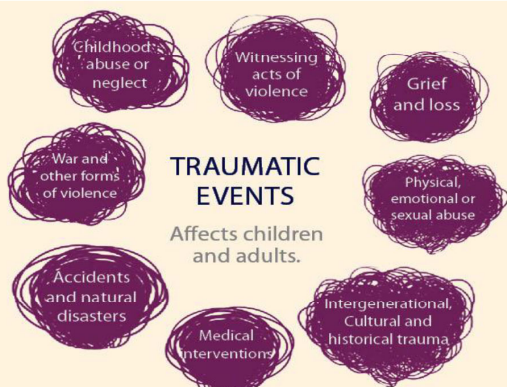 Childhood
abuse or
neglect
Witnessing
acts of
violence
Grief
and loss
War and
other forms
of violence
TRAUMATIC
EVENTS
Affects children
and adults.
Physical,
emotional or
sexual abuse
Accidents
and natural
disasters
Medical
interventions
Intergenerational,
Cultural and
historical trauma